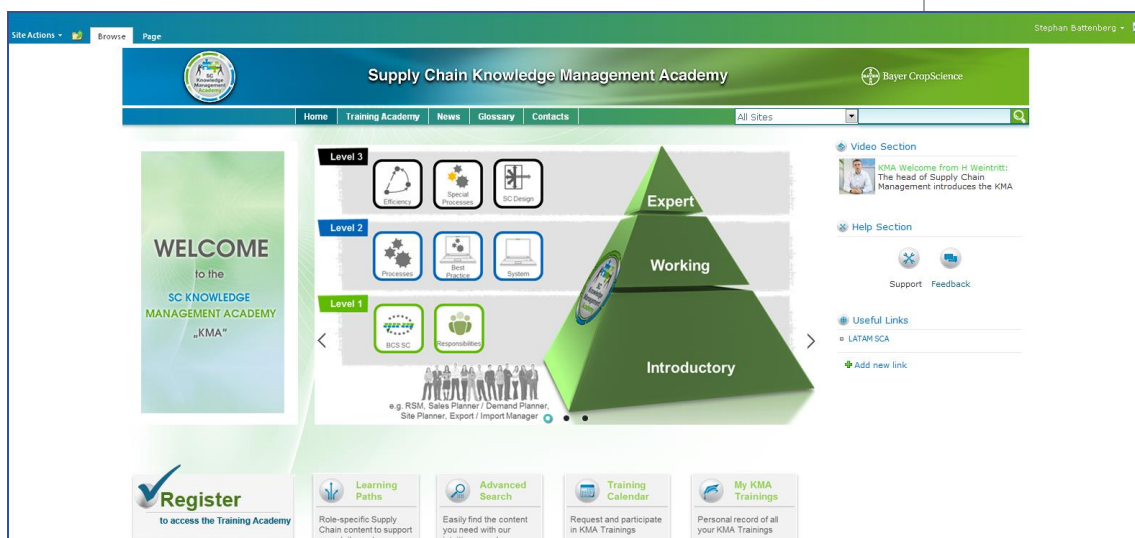 Site Actions
Browse
Page
Stephan Battenberg
SC
Knowledge
Management
Academy
Supply Chain Knowledge Management Academy
Bayer CropScience
Home
Training Academy
News
Glossary
Contacts
All Sites
WELCOME
to the
SC KNOWLEDGE
MANAGEMENT ACADEMY
„KMA"
Level 3
Efficiency
Special
Processes
SC Design
Level 2
Processes
Best
Practice
System
Level 1
BCS SC
Responsibilities
e.g. RSM, Sales Planner / Demand Planner,
Site Planner, Export / Import Manager
Expert
Working
Introductory
Video Section
KMA Welcome from H Weintritt:
The head of Supply Chain
Management introduces the KMA
Help Section
Support
Feedback
Useful Links
LATAM SCA
Add new link
Register
to access the Training Academy
Learning
Paths
Role-specific Supply
Chain content to support
Advanced
Search
Easily find the content
you need with our
Training
Calendar
Request and participate
in KMA Trainings
My KMA
Trainings
Personal record of all
your KMA Trainings